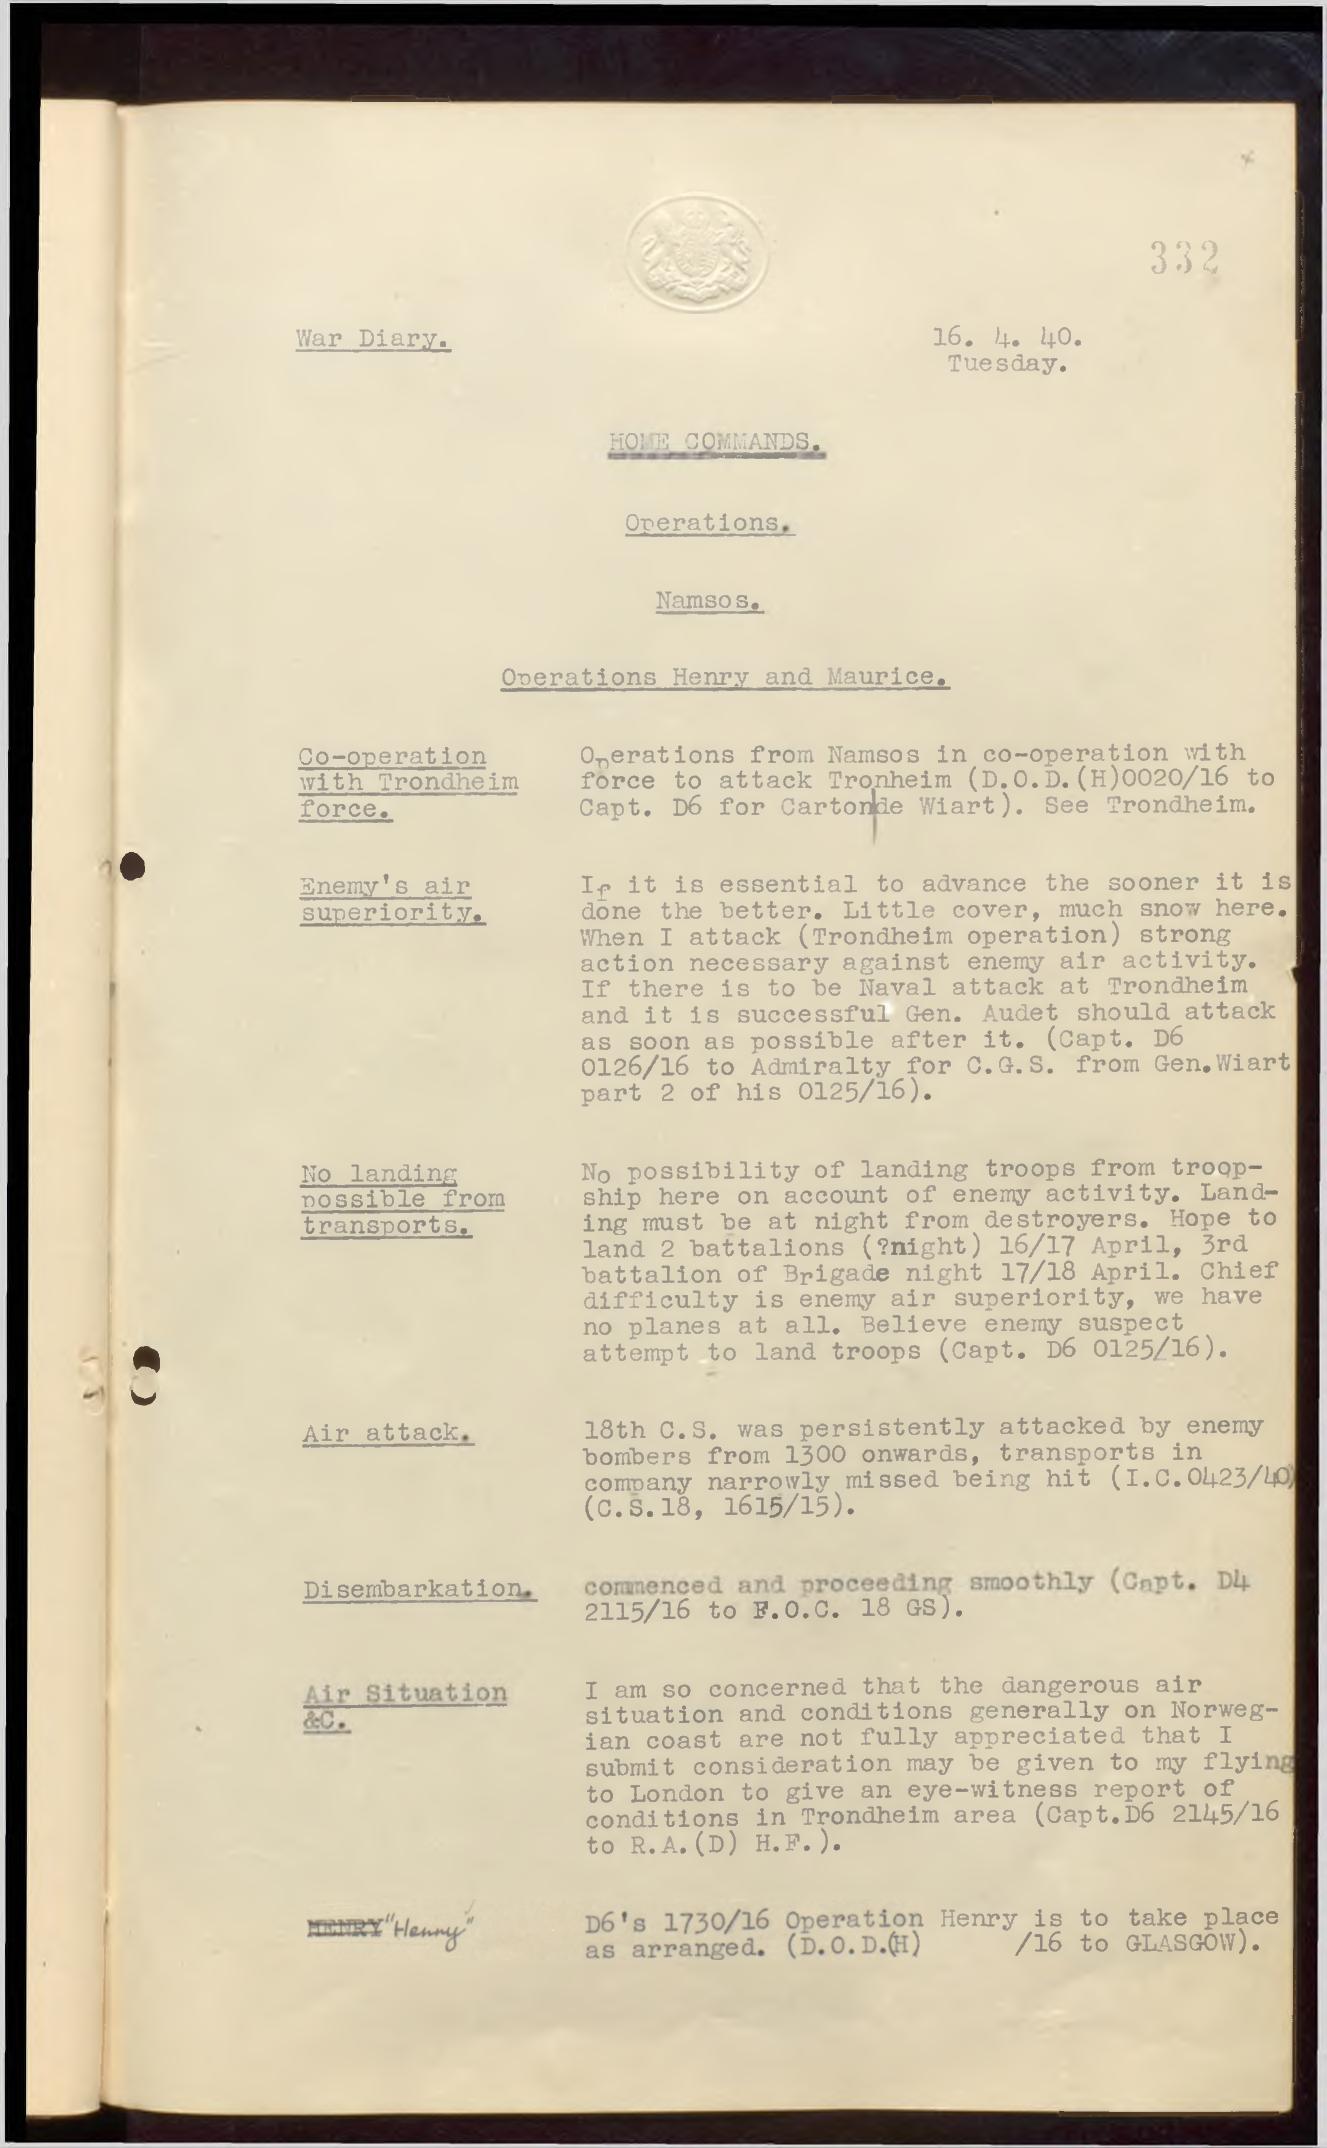 332
War Diary.
16. 4. 40.
Tuesday.
HOME COMMANDS.
Operations.
Namsos.
Operations Henry and Maurice.
Co-operation
with Trondheim
force.
Operations from Namsos in co-operation with
force to attack Tronheim (D.O.D.(H)0020/16 to
Capt. D6 for Carton|de Wiart). See Trondheim.
Enemy's air
superiority.
If it is essential to advance the sooner it is
done the better. Little cover, much snow here.
When I attack (Trondheim operation) strong
action necessary against enemy air activity.
If there is to be Naval attack at Trondheim
and it is successful Gen. Audet should attack
as soon as possible after it. (Capt. D6
0126/16 to Admiralty for C.G.S. from Gen.Wiart
part 2 of his 0125/16).
No landing
possible from
transports.
No possibility of landing troops from troop-
ship here on account of enemy activity. Land-
ing must be at night from destroyers. Hope to
land 2 battalions (?night) 16/17 April, 3rd
battalion of Brigade night 17/18 April. Chief
difficulty is enemy air superiority, we have
no planes at all. Believe enemy suspect
attempt to land troops (Capt. D6 0125/16).
Air attack.
18th C.S. was persistently attacked by enemy
bombers from 1300 onwards, transports in
company narrowly missed being hit (I.C.0423/40)
(C.S.18, 1615/15).
Disembarkation.
commenced and proceeding smoothly (Capt. D4
2115/16 to F.O.C. 18 GS).
Air Situation
&C.
I am so concerned that the dangerous air
situation and conditions generally on Norweg-
ian coast are not fully appreciated that I
submit consideration may be given to my flying
to London to give an eye-witness report of
conditions in Trondheim area (Capt.D6 2145/16
to R.A.(D) H.F.).
HENRY "Henry"
D6's 1730/16 Operation Henry is to take place
as arranged. (D.O.D.(H) /16 to GLASGOW).